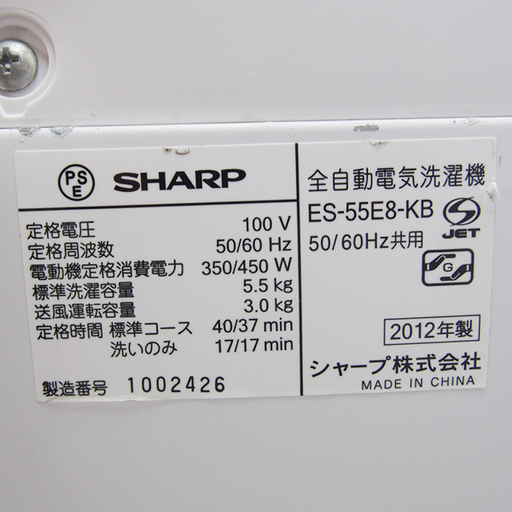 PS
E
SHARP
定格電圧 100 V
定格周波数 50/60 Hz
電動機定格消費電力 350/450 W
標準洗濯容量 5.5 kg
送風運転容量 3.0 kg
定格時間 標準コース 40/37 min
洗いのみ 17/17 min
製造番号 1002426
全自動電気洗濯機
ES-55E8-KB
S
JET
50/60Hz共用
G
2012年製
シャープ株式会社
MADE IN CHINA